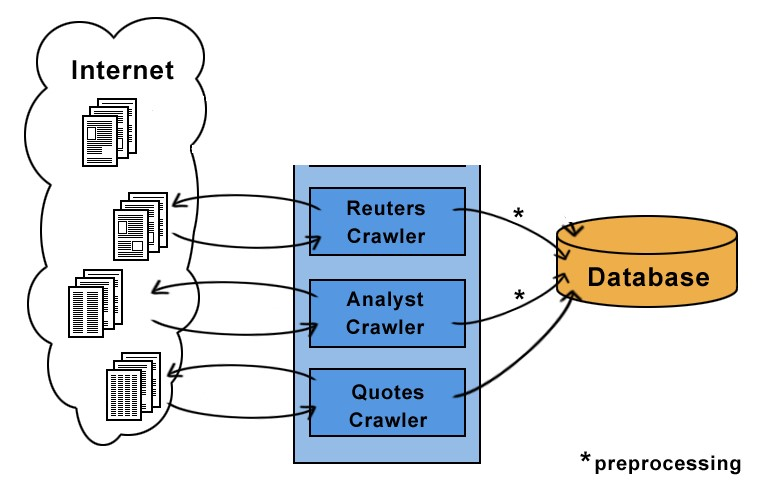 Internet
Reuters
Crawler
*
Analyst
Crawler
*
Database
Quotes
Crawler
*preprocessing